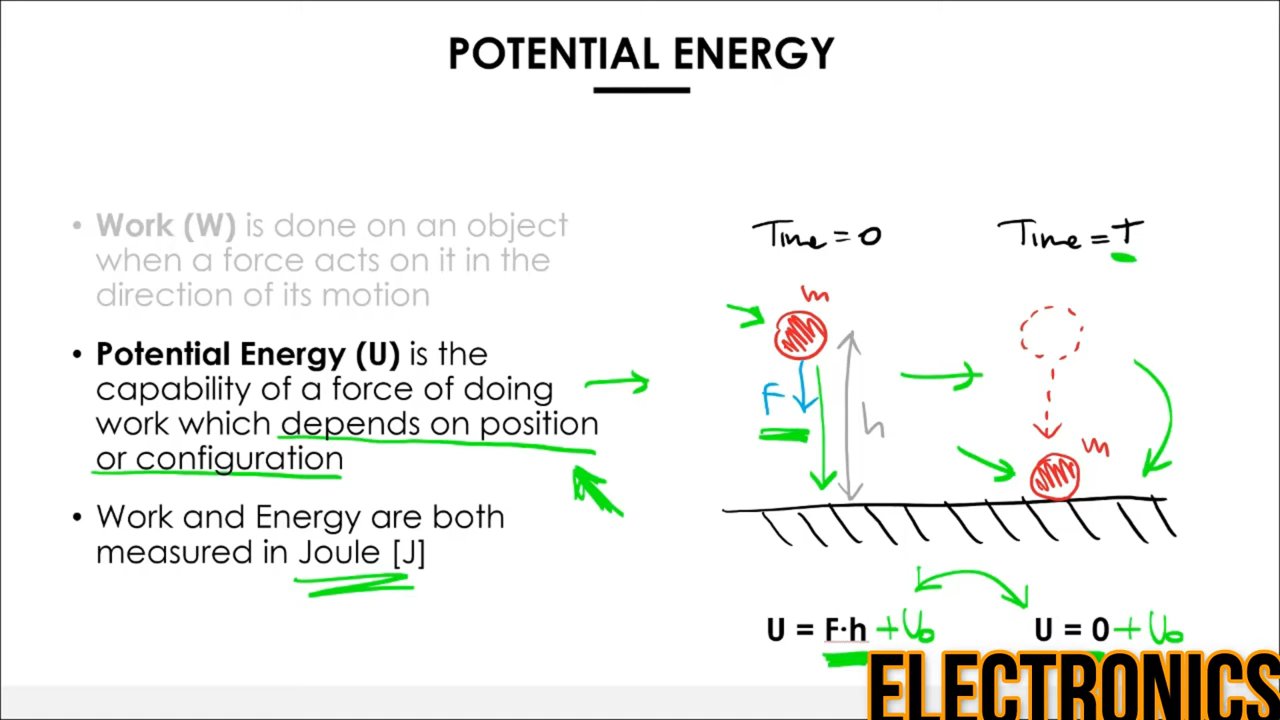 POTENTIAL ENERGY
• Work (W) is done on an object
when a force acts on it in the
direction of its motion
• Potential Energy (U) is the
capability of a force of doing
work which depends on position
or configuration
• Work and Energy are both
measured in Joule [J]
Time = 0
Time = T
m
F
h
m
U = F·h + U₀
U = 0 + U₀
ELECTRONICS